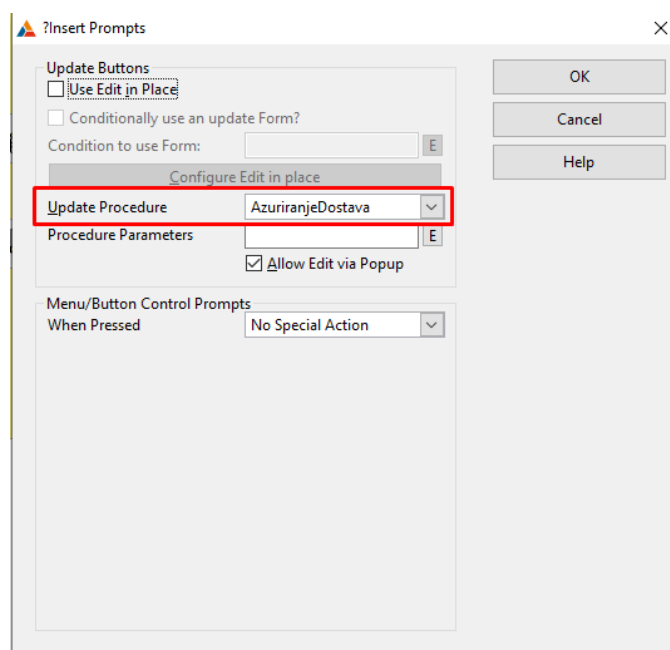 ?Insert Prompts
Update Buttons
Use Edit in Place
OK
Conditionally use an update Form?
Cancel
Condition to use Form:
E
Help
Configure Edit in place
Update Procedure
AzuriranjeDostava
Procedure Parameters
E
Allow Edit via Popup
Menu/Button Control Prompts
When Pressed
No Special Action